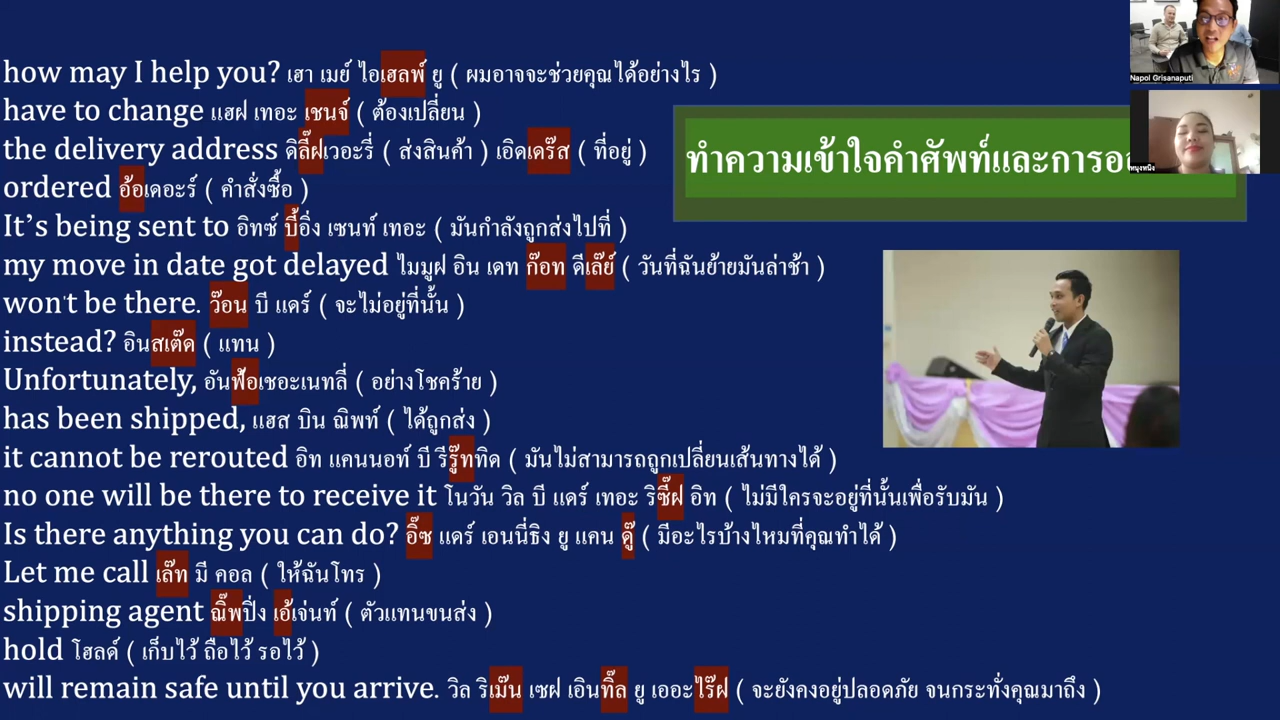 how may I help you? เฮา เมย์ ไอเฮลพ์ ยู ( ผมอาจจะช่วยคุณได้อย่างไร )
have to change แฮฝ เทอะ เชนจ์ ( ต้องเปลี่ยน )
the delivery address ดิลี๊ฝเวอะรี่ ( ส่งสินค้า ) เอิดเดร๊ส ( ที่อยู่ )
ordered อ้อเดอะร์ ( คำสั่งซื้อ )
It's being sent to อิทซ์ บี้อิ่ง เซนท์ เทอะ ( มันกำลังถูกส่งไปที่ )
my move in date got delayed ไมมูฝ อิน เดท ก๊อท ดีเล๊ย์ ( วันที่ฉันย้ายมันล่าช้า )
won't be there. ว๊อน บี แดร์ ( จะไม่อยู่ที่นั้น )
instead? อินสเต๊ด ( แทน )
Unfortunately, อันฟ้อเชอะเนทลี่ ( อย่างโชคร้าย )
has been shipped, แฮส บิน ณิพท์ ( ได้ถูกส่ง )
it cannot be rerouted อิท แคนนอท์ บี รีรู๊ททิด ( มันไม่สามารถถูกเปลี่ยนเส้นทางได้ )
no one will be there to receive it โนวัน วิล บี แดร์ เทอะ ริซี๊ฝ อิท ( ไม่มีใครจะอยู่ที่นั้นเพื่อรับมัน )
Is there anything you can do? อิ๊ซ แดร์ เอนนี่ธิง ยู แคน ดู๊ ( มีอะไรบ้างไหมที่คุณทำได้ )
Let me call เล๊ท มี คอล ( ให้ฉันโทร )
shipping agent ณิ๊พปิ่ง เอ้เจ่นท์ ( ตัวแทนขนส่ง )
hold โฮลด์ ( เก็บไว้ ถือไว้ รอไว้ )
will remain safe until you arrive. วิล ริเม๊น เซฝ เอินทิ๊ล ยู เออะไร๊ฝ ( จะยังคงอยู่ปลอดภัย จนกระทั่งคุณมาถึง )
ทำความเข้าใจคำศัพท์และการออ
Napol Grisanaputi
หนุงหนิง